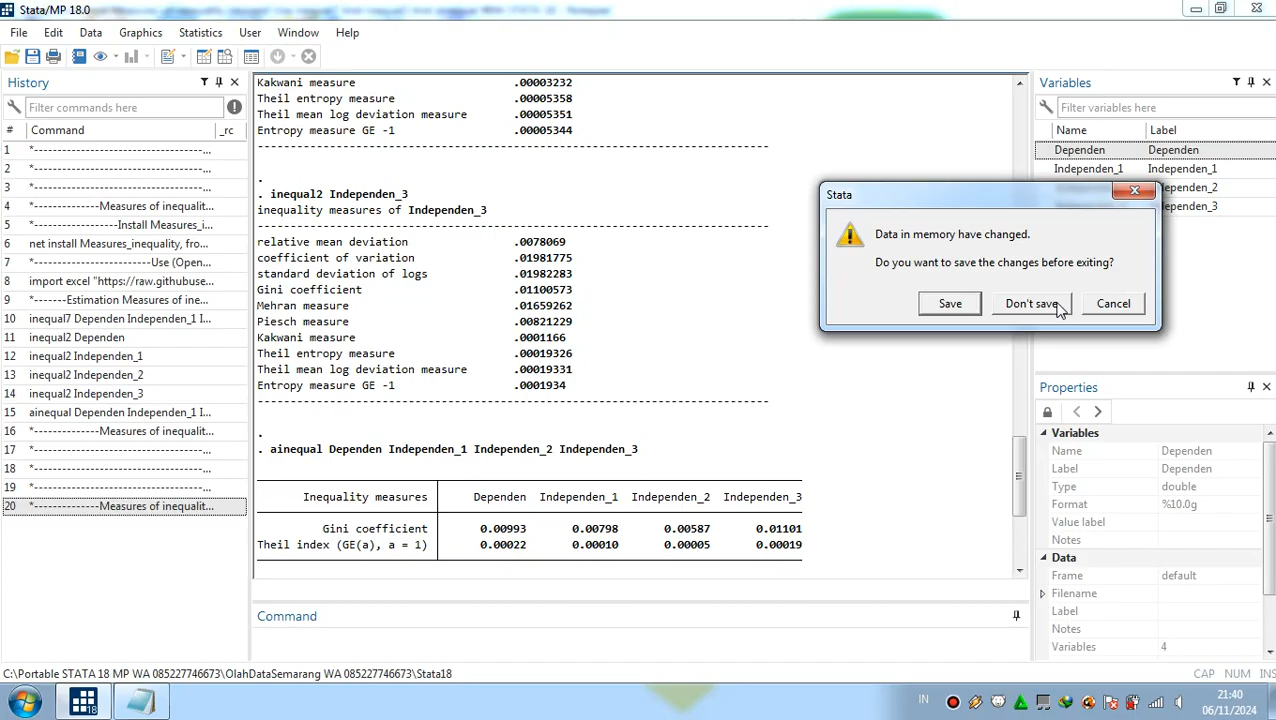 Stata/MP 18.0
File Edit Data Graphics Statistics User Window Help
History
Filter commands here
# Command _rc
1 *----------------------------------...
2 *----------------------------------...
3 *----------------------------------...
4 *--------------Measures of inequalit...
5 *------------------Install Measures_i...
6 net install Measures_inequality, fro...
7 *-----------------------Use (Open...
8 import excel "https://raw.githubuse...
9 *-------Estimation Measures of ine...
10 inequal7 Dependen Independen_1 I...
11 inequal2 Dependen
12 inequal2 Independen_1
13 inequal2 Independen_2
14 inequal2 Independen_3
15 ainequal Dependen Independen_1 I...
16 *--------------Measures of inequalit...
17 *----------------------------------...
18 *----------------------------------...
19 *----------------------------------...
20 *--------------Measures of inequalit...
Kakwani measure .00003232
Theil entropy measure .00005358
Theil mean log deviation measure .00005351
Entropy measure GE -1 .00005344
-------------------------------------------------------------------------------
.
. inequal2 Independen_3
inequality measures of Independen_3
-------------------------------------------------------------------------------
relative mean deviation .0078069
coefficient of variation .01981775
standard deviation of logs .01982283
Gini coefficient .01100573
Mehran measure .01659262
Piesch measure .00821229
Kakwani measure .0001166
Theil entropy measure .00019326
Theil mean log deviation measure .00019331
Entropy measure GE -1 .0001934
-------------------------------------------------------------------------------
.
. ainequal Dependen Independen_1 Independen_2 Independen_3
Inequality measures Dependen Independen_1 Independen_2 Independen_3
Gini coefficient 0.00993 0.00798 0.00587 0.01101
Theil index (GE(a), a = 1) 0.00022 0.00010 0.00005 0.00019
Command
Variables
Filter variables here
Name Label
Dependen Dependen
Independen_1 Independen_1
Independen_2
Independen_3
Stata
Data in memory have changed.
Do you want to save the changes before exiting?
Save Don't save Cancel
Properties
Variables
Name Dependen
Label Dependen
Type double
Format %10.0g
Value label
Notes
Data
Frame default
Filename
Label
Notes
Variables 4
C:\Portable STATA 18 MP WA 085227746673\OlahDataSemarang WA 085227746673\Stata18
CAP NUM INS
18
IN
21:40
06/11/2024